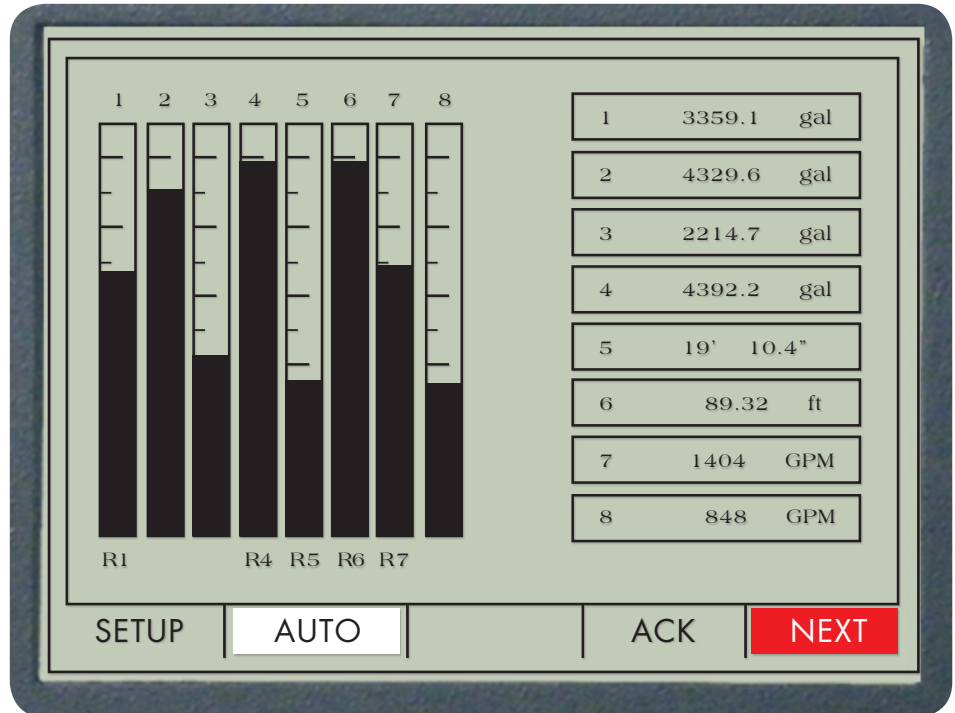 1 2 3 4 5 6 7 8
1 3359.1 gal
2 4329.6 gal
3 2214.7 gal
4 4392.2 gal
5 19' 10.4"
6 89.32 ft
7 1404 GPM
8 848 GPM
R1 R4 R5 R6 R7
SETUP AUTO ACK NEXT